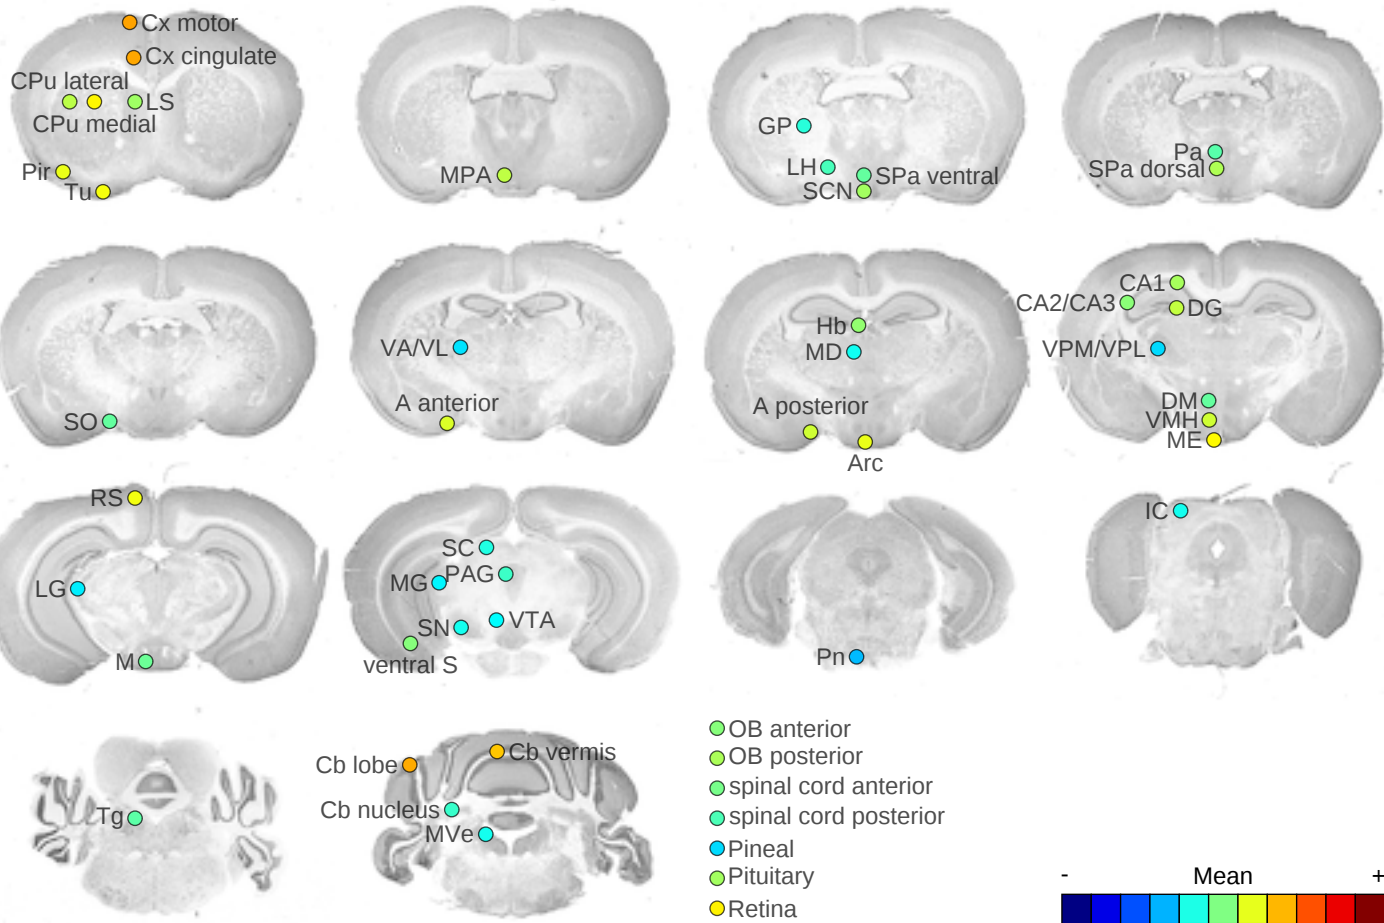 Cx motor
Cx cingulate
CPu lateral
LS
CPu medial
Pir
Tu
MPA
GP
LH
SPa ventral
SCN
Pa
SPa dorsal
SO
VA/VL
A anterior
Hb
MD
A posterior
Arc
CA1
CA2/CA3
DG
VPM/VPL
DM
VMH
ME
RS
LG
M
SC
MG
PAG
SN
VTA
ventral S
Pn
IC
Tg
Cb lobe
Cb vermis
Cb nucleus
MVe
OB anterior
OB posterior
spinal cord anterior
spinal cord posterior
Pineal
Pituitary
Retina
- Mean +